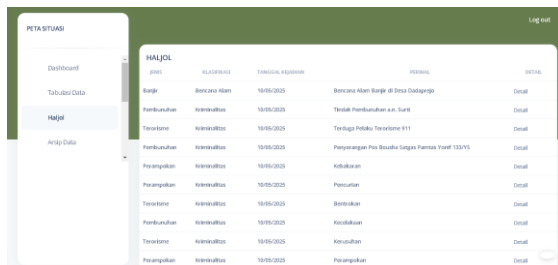 Log out
PETA SITUASI
Dashboard
Tabulasi Data
Haljol
Arsip Data
HALJOL
JENIS KLASIFIKASI TANGGAL KEJADIAN PERIHAL DETAIL
Banjir Bencana Alam 10/05/2025 Bencana Alam Banjir di Desa Dadapenjo Detail
Pembunuhan Kriminalitas 10/05/2025 Tindak Pembunuhan a.n. Surti Detail
Terorisme Kriminalitas 10/05/2025 Terduga Pelaku Terorisme 911 Detail
Pembunuhan Kriminalitas 10/05/2025 Penyerangan Pos Satgas Pamtas Yonif 133/YS Detail
Perampokan Kriminalitas 10/05/2025 Kebakaran Detail
Perampokan Kriminalitas 10/05/2025 Pencurian Detail
Terorisme Kriminalitas 10/05/2025 Bentrokan Detail
Pembunuhan Kriminalitas 10/05/2025 Kecelakaan Detail
Terorisme Kriminalitas 10/05/2025 Kerusuhan Detail
Perampokan Kriminalitas 10/05/2025 Perampokan Detail